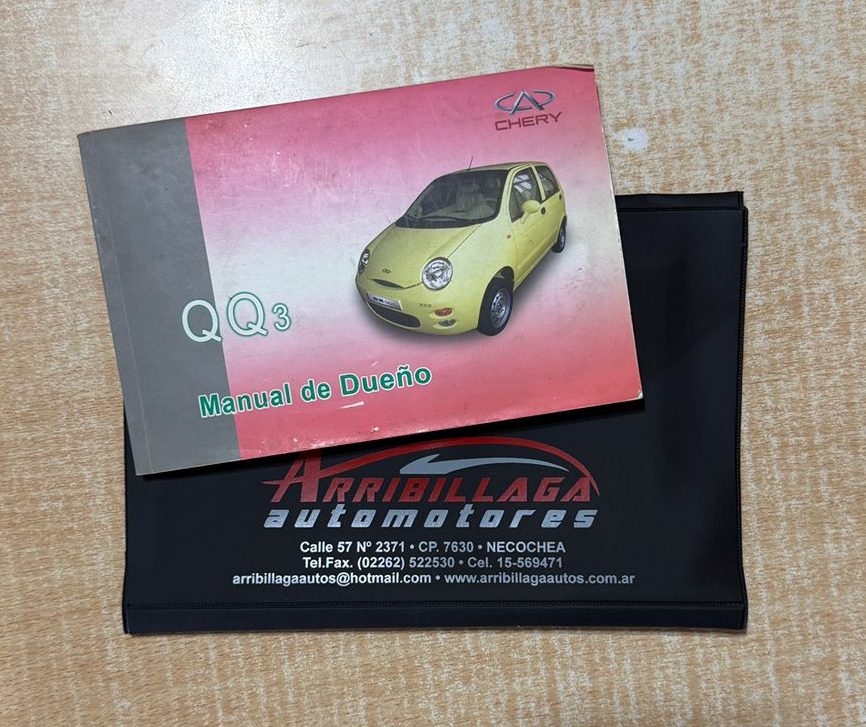 CHERY
QQ3
Manual de Dueño
ARRIBILLAGA
automotores
Calle 57 Nº 2371 • CP. 7630 • NECOCHEA
Tel.Fax. (02262) 522530 • Cel. 15-569471
arribillagaautos@hotmail.com • www.arribillagaautos.com.ar